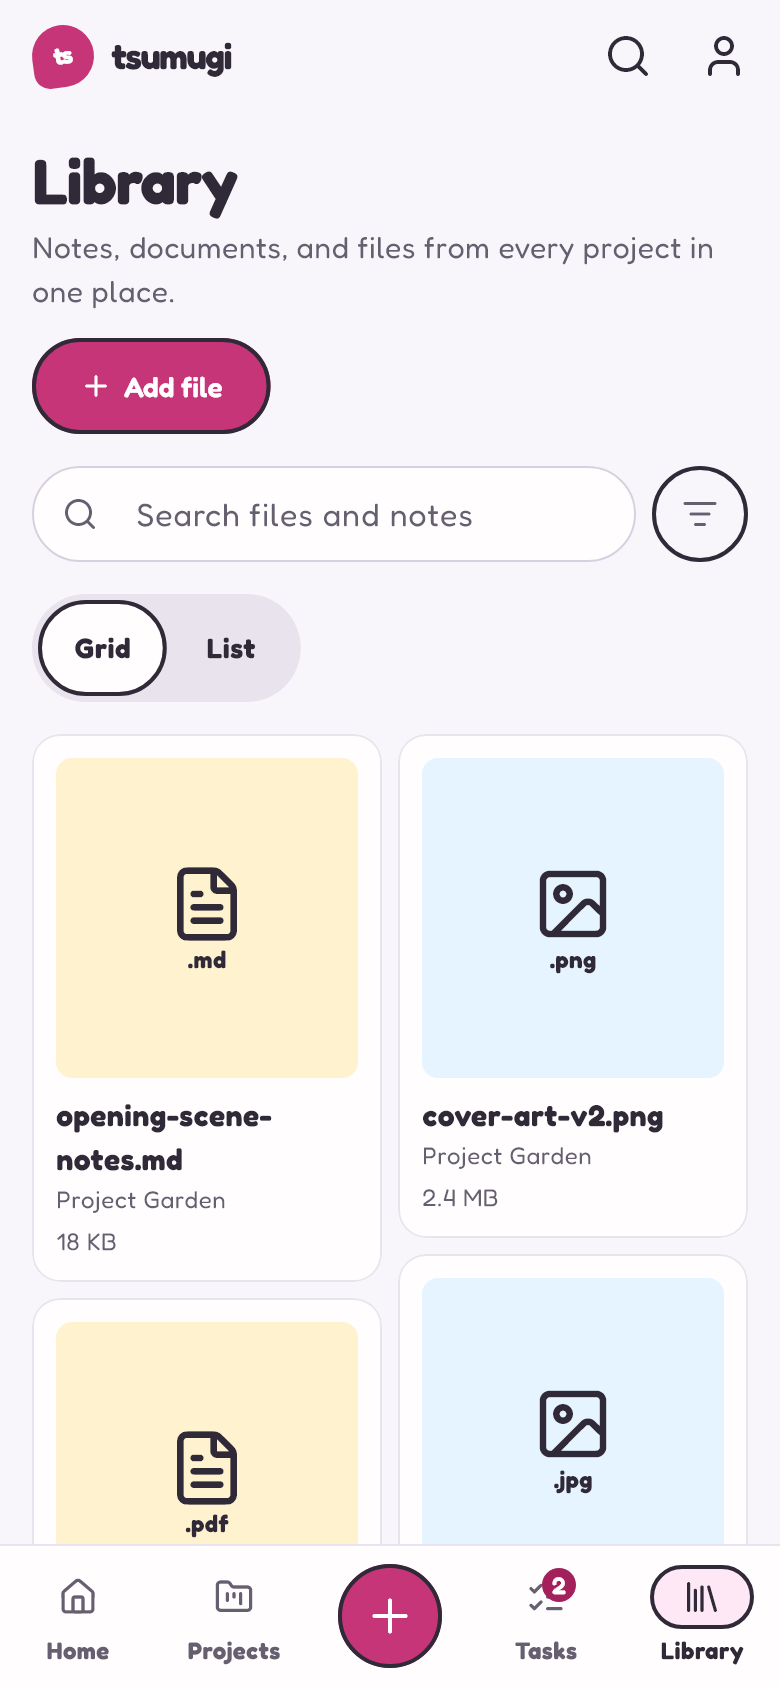 ts
tsumugi
Library
Notes, documents, and files from every project in
one place.
Add file
Search files and notes
Grid
List
.md
opening-scene-
notes.md
Project Garden
18 KB
.png
cover-art-v2.png
Project Garden
2.4 MB
.pdf
.jpg
Home
Projects
2
Tasks
Library